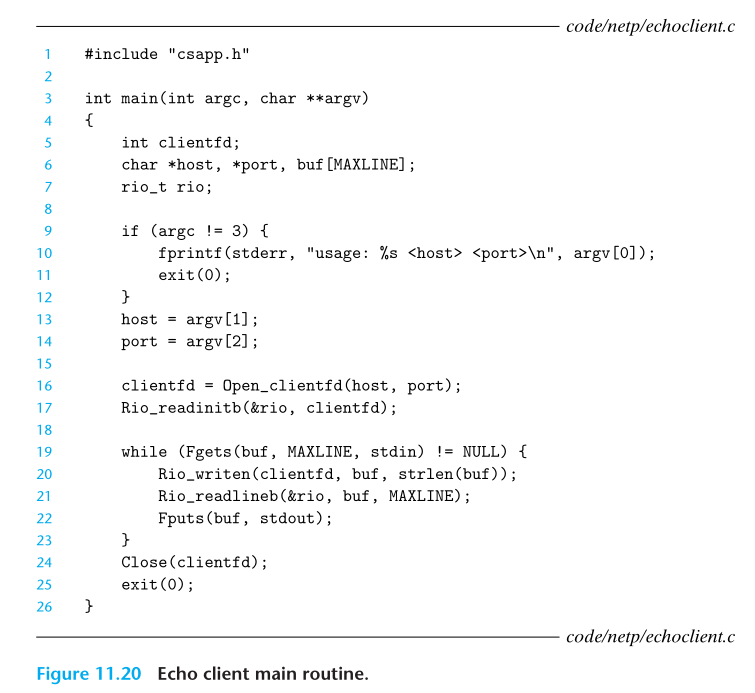 code/netp/echoclient.c
1 #include "csapp.h"
2
3 int main(int argc, char **argv)
4 {
5     int clientfd;
6     char *host, *port, buf[MAXLINE];
7     rio_t rio;
8
9     if (argc != 3) {
10         fprintf(stderr, "usage: %s <host> <port>\n", argv[0]);
11         exit(0);
12     }
13     host = argv[1];
14     port = argv[2];
15
16     clientfd = Open_clientfd(host, port);
17     Rio_readinitb(&rio, clientfd);
18
19     while (Fgets(buf, MAXLINE, stdin) != NULL) {
20         Rio_writen(clientfd, buf, strlen(buf));
21         Rio_readlineb(&rio, buf, MAXLINE);
22         Fputs(buf, stdout);
23     }
24     Close(clientfd);
25     exit(0);
26 }
code/netp/echoclient.c
Figure 11.20 Echo client main routine.